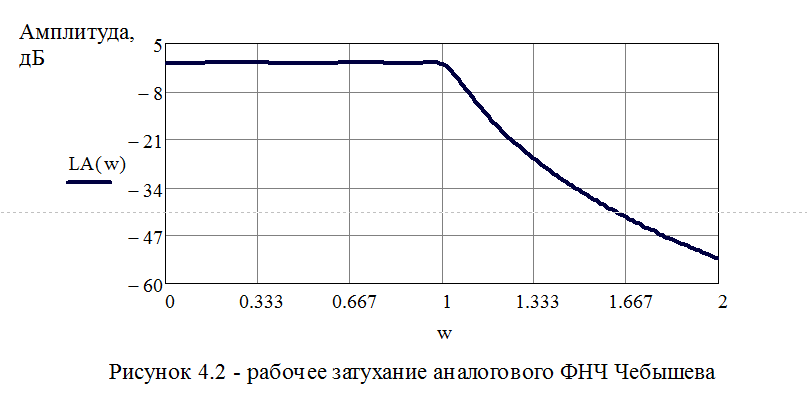 Амплитуда,
дБ
5
− 8
− 21
LA(w)
− 34
− 47
− 60
0 0.333 0.667 1 1.333 1.667 2
w
Рисунок 4.2 - рабочее затухание аналогового ФНЧ Чебышева